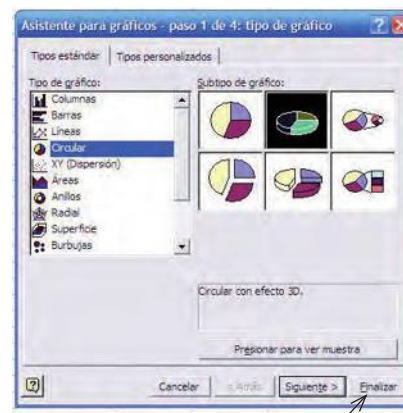 Asistente para gráficos - paso 1 de 4: tipo de gráfico
Tipos estándar
Tipos personalizados
Tipo de gráfico:
Columnas
Barras
Líneas
Circular
XY (Dispersión)
Áreas
Anillos
Radial
Superficie
Burbujas
Subtipo de gráfico:
Circular con efecto 3D.
Presionar para ver muestra
Cancelar
< Atrás
Siguiente >
Finalizar